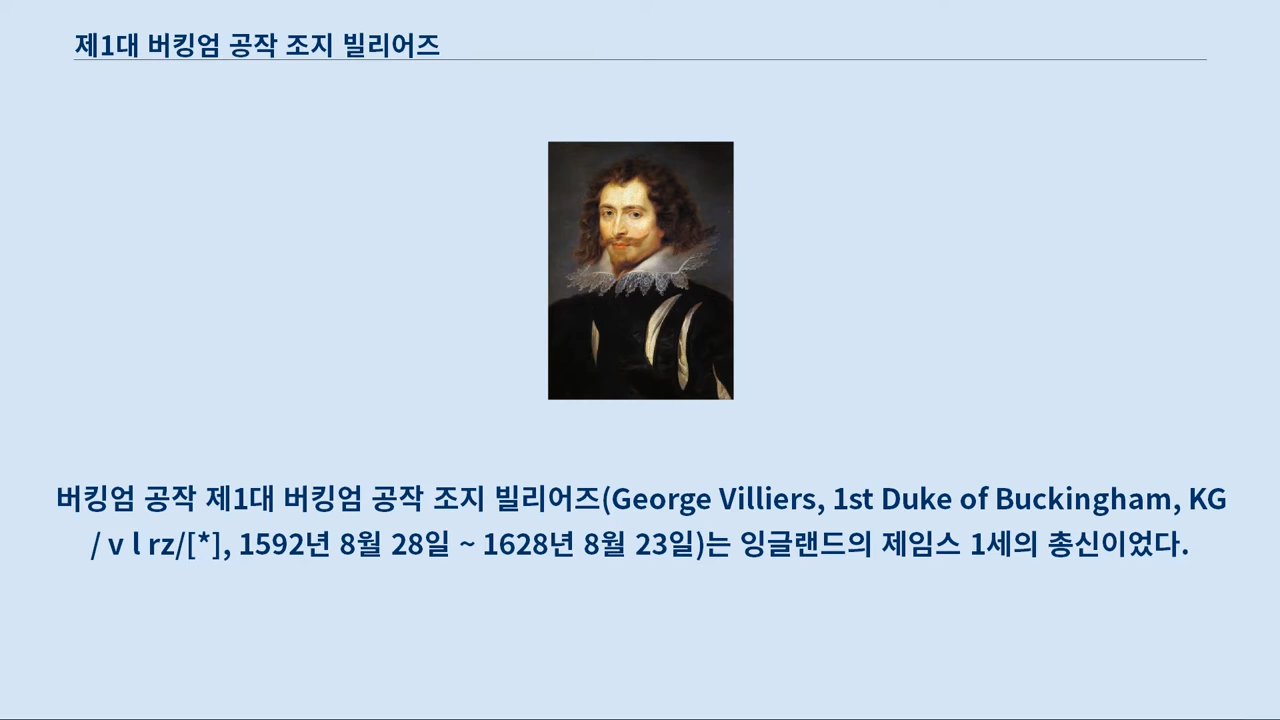 제1대 버킹엄 공작 조지 빌리어즈
버킹엄 공작 제1대 버킹엄 공작 조지 빌리어즈(George Villiers, 1st Duke of Buckingham, KG
/ v l rz/[*], 1592년 8월 28일 ~ 1628년 8월 23일)는 잉글랜드의 제임스 1세의 총신이었다.